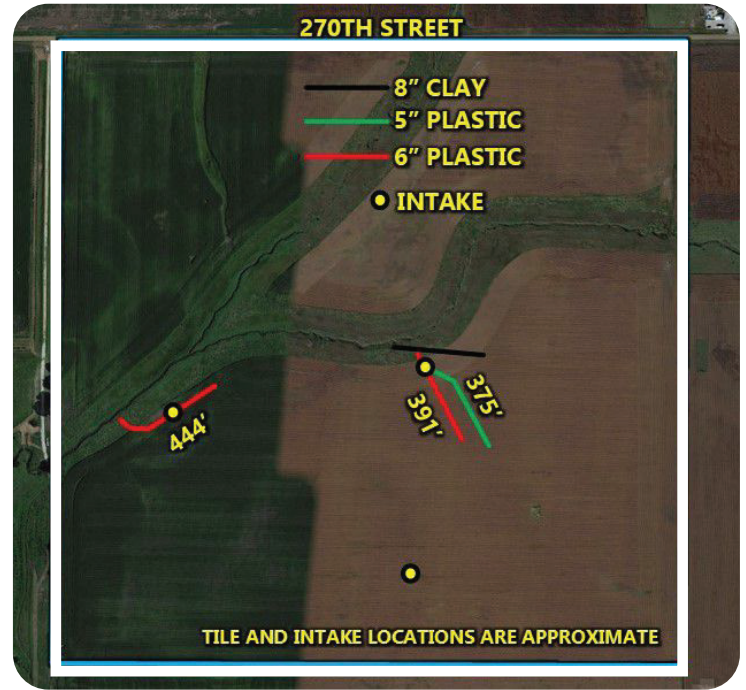 270TH STREET
8” CLAY
5” PLASTIC
6” PLASTIC
INTAKE
375’
391’
444’
TILE AND INTAKE LOCATIONS ARE APPROXIMATE